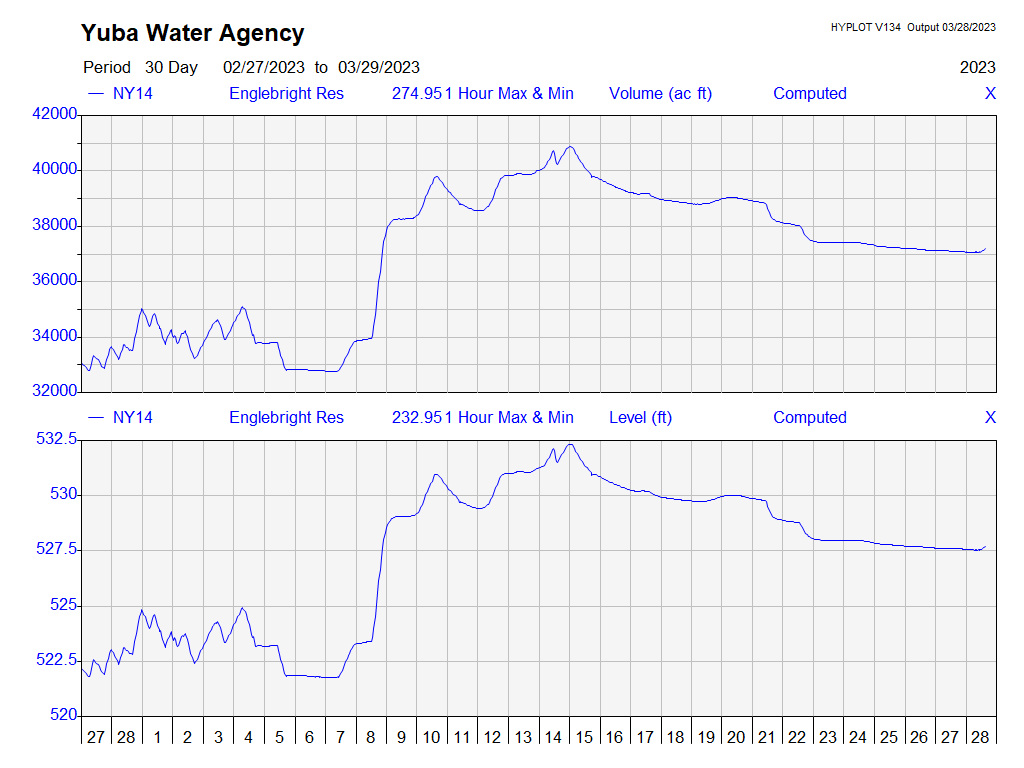 Yuba Water Agency
HYPLOT V134 Output 03/28/2023
Period 30 Day 02/27/2023 to 03/29/2023
2023
NY14 Englebright Res 274.951 Hour Max & Min Volume (ac ft) Computed X
42000
40000
38000
36000
34000
32000
NY14 Englebright Res 232.951 Hour Max & Min Level (ft) Computed X
532.5
530
527.5
525
522.5
520
27 28 1 2 3 4 5 6 7 8 9 10 11 12 13 14 15 16 17 18 19 20 21 22 23 24 25 26 27 28